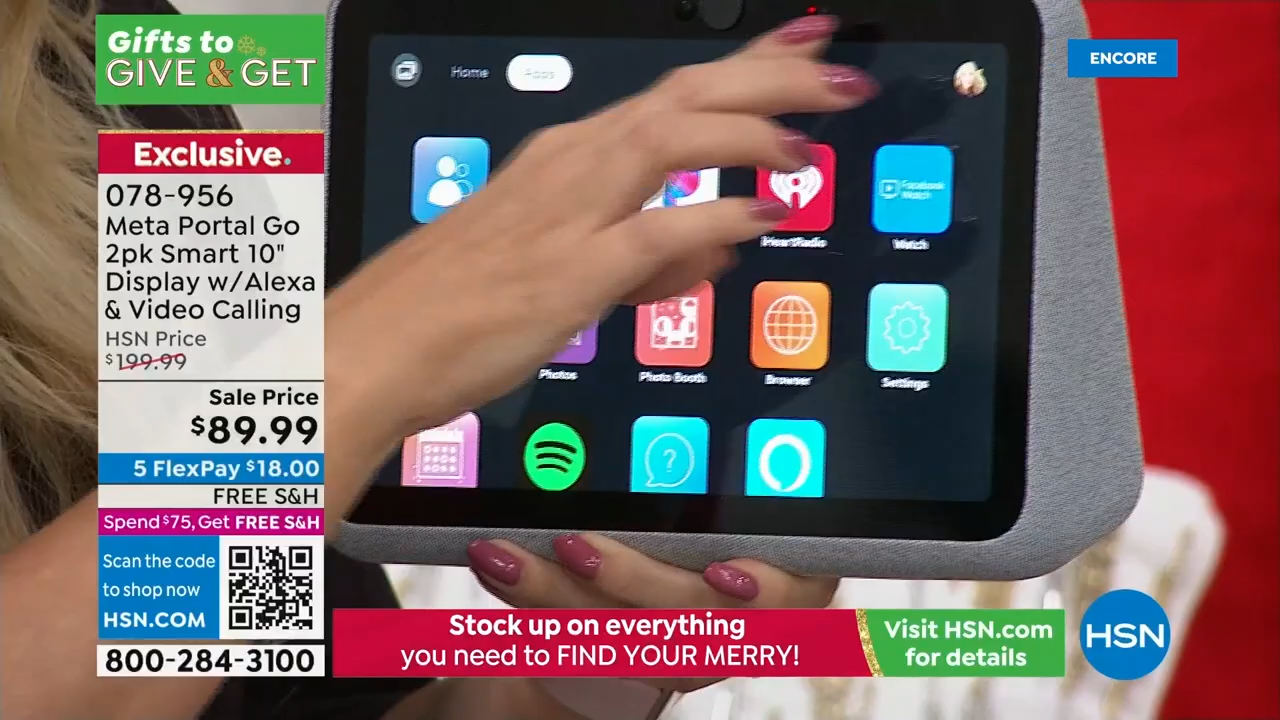 Gifts to
GIVE & GET
Exclusive.
078-956
Meta Portal Go
2pk Smart 10"
Display w/Alexa
& Video Calling
HSN Price
$199.99
Sale Price
$89.99
5 FlexPay $18.00
FREE S&H
Spend $75, Get FREE S&H
Scan the code
to shop now
HSN.COM
800-284-3100
ENCORE
Home Apps
iHeartRadio
Facebook
Watch
Watch
Photos
Photo Booth
Browser
Settings
?
Stock up on everything
you need to FIND YOUR MERRY!
Visit HSN.com
for details
HSN